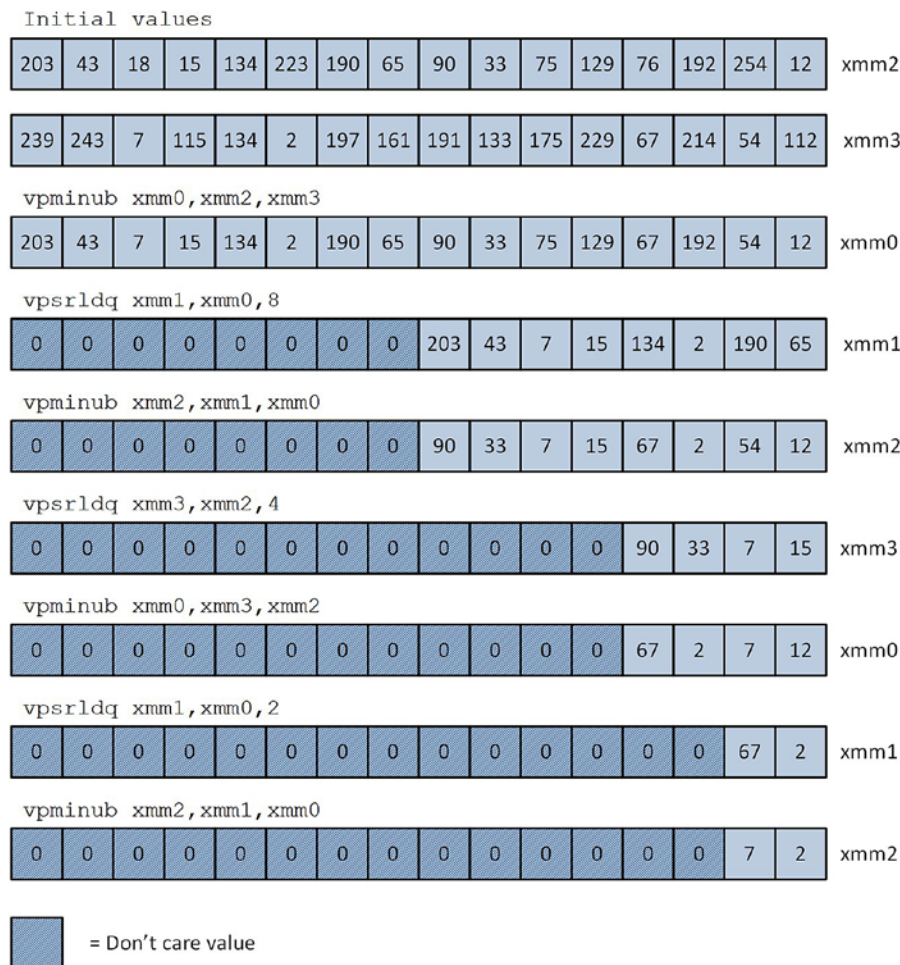 Initial values
203 43 18 15 134 223 190 65 90 33 75 129 76 192 254 12 xmm2
239 243 7 115 134 2 197 161 191 133 175 229 67 214 54 112 xmm3
vpminub xmm0,xmm2,xmm3
203 43 7 15 134 2 190 65 90 33 75 129 67 192 54 12 xmm0
vpsrldq xmm1,xmm0,8
0 0 0 0 0 0 0 0 203 43 7 15 134 2 190 65 xmm1
vpminub xmm2,xmm1,xmm0
0 0 0 0 0 0 0 0 90 33 7 15 67 2 54 12 xmm2
vpsrldq xmm3,xmm2,4
0 0 0 0 0 0 0 0 0 0 0 0 90 33 7 15 xmm3
vpminub xmm0,xmm3,xmm2
0 0 0 0 0 0 0 0 0 0 0 0 67 2 7 12 xmm0
vpsrldq xmm1,xmm0,2
0 0 0 0 0 0 0 0 0 0 0 0 0 0 67 2 xmm1
vpminub xmm2,xmm1,xmm0
0 0 0 0 0 0 0 0 0 0 0 0 0 0 7 2 xmm2
= Don't care value